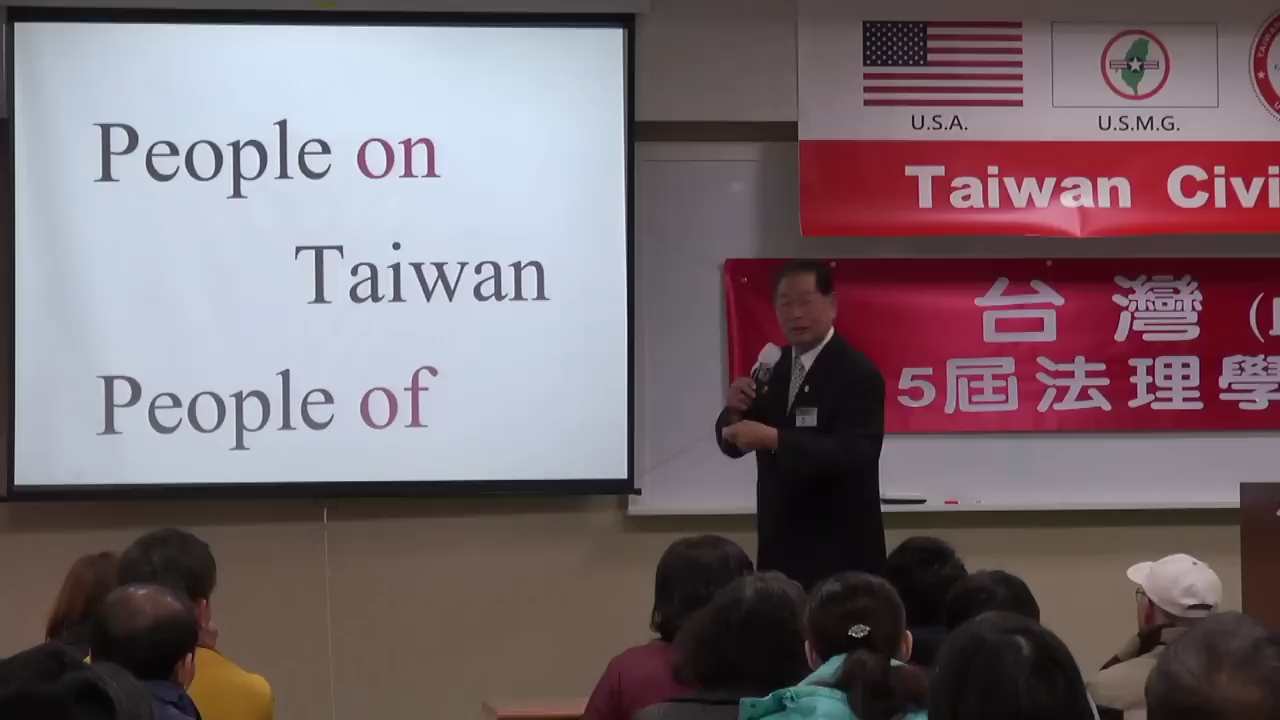 People on
Taiwan
People of
U.S.A.
U.S.M.G.
Taiwan Civi
台灣
5屆法理學